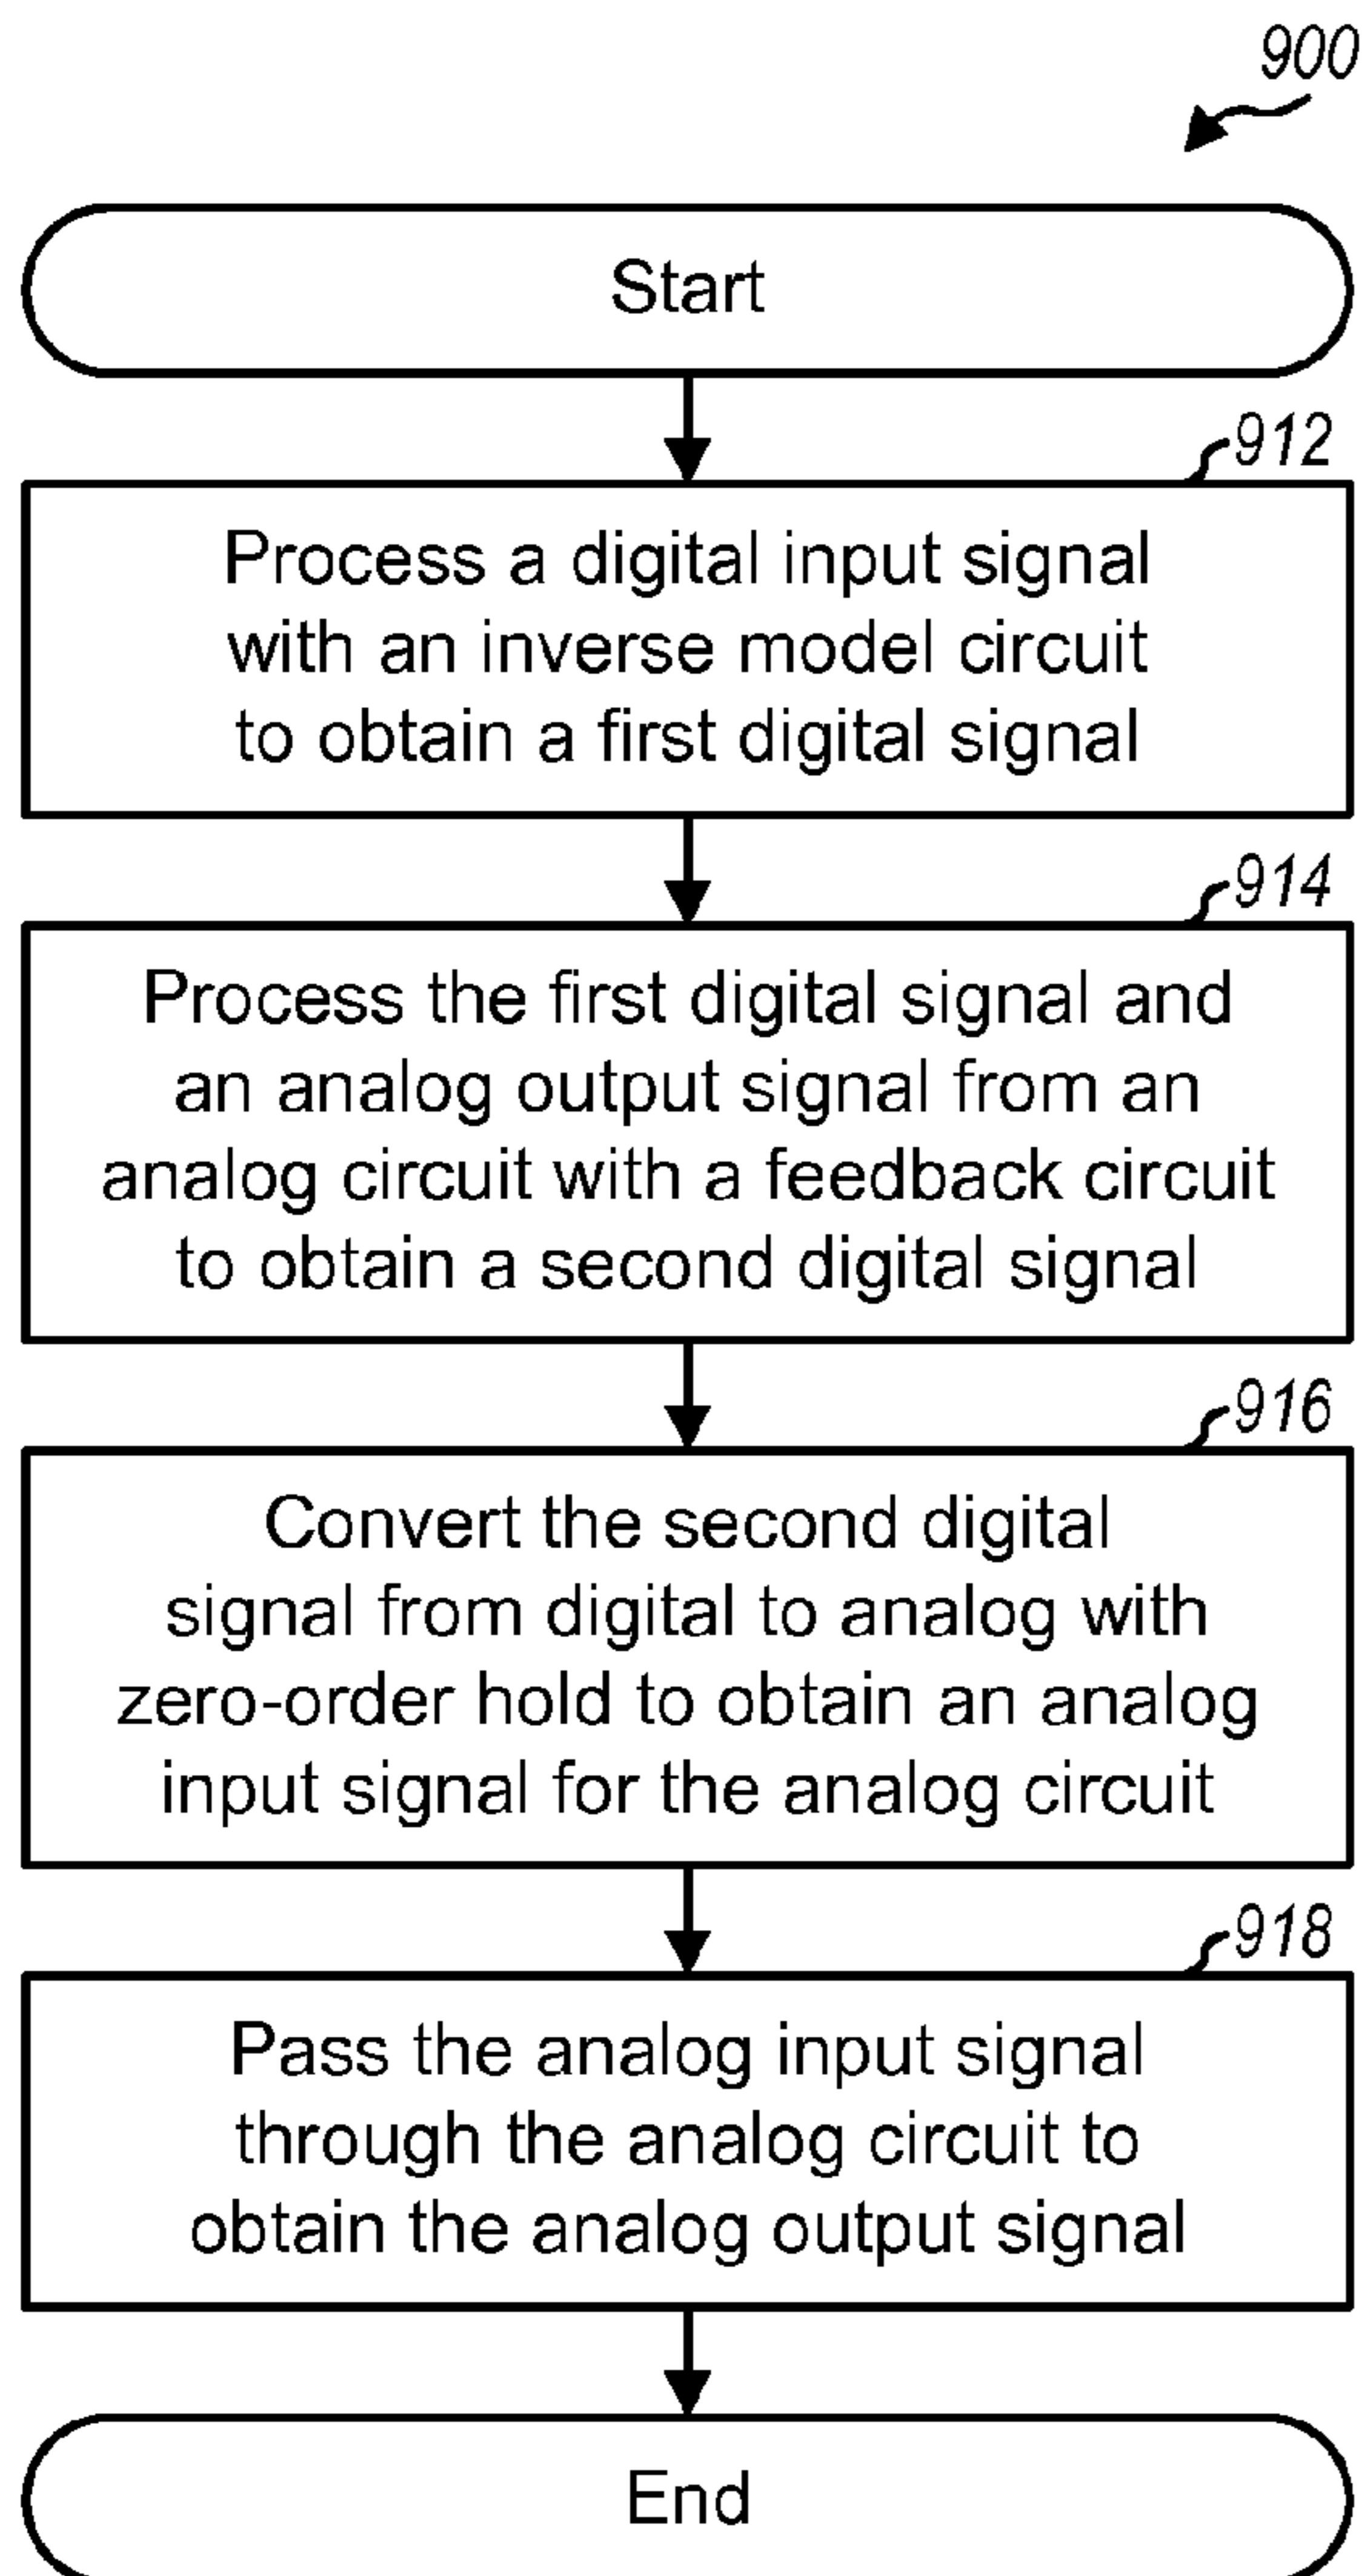 900
Start
912
Process a digital input signal
with an inverse model circuit
to obtain a first digital signal
914
Process the first digital signal and
an analog output signal from an
analog circuit with a feedback circuit
to obtain a second digital signal
916
Convert the second digital
signal from digital to analog with
zero-order hold to obtain an analog
input signal for the analog circuit
918
Pass the analog input signal
through the analog circuit to
obtain the analog output signal
End